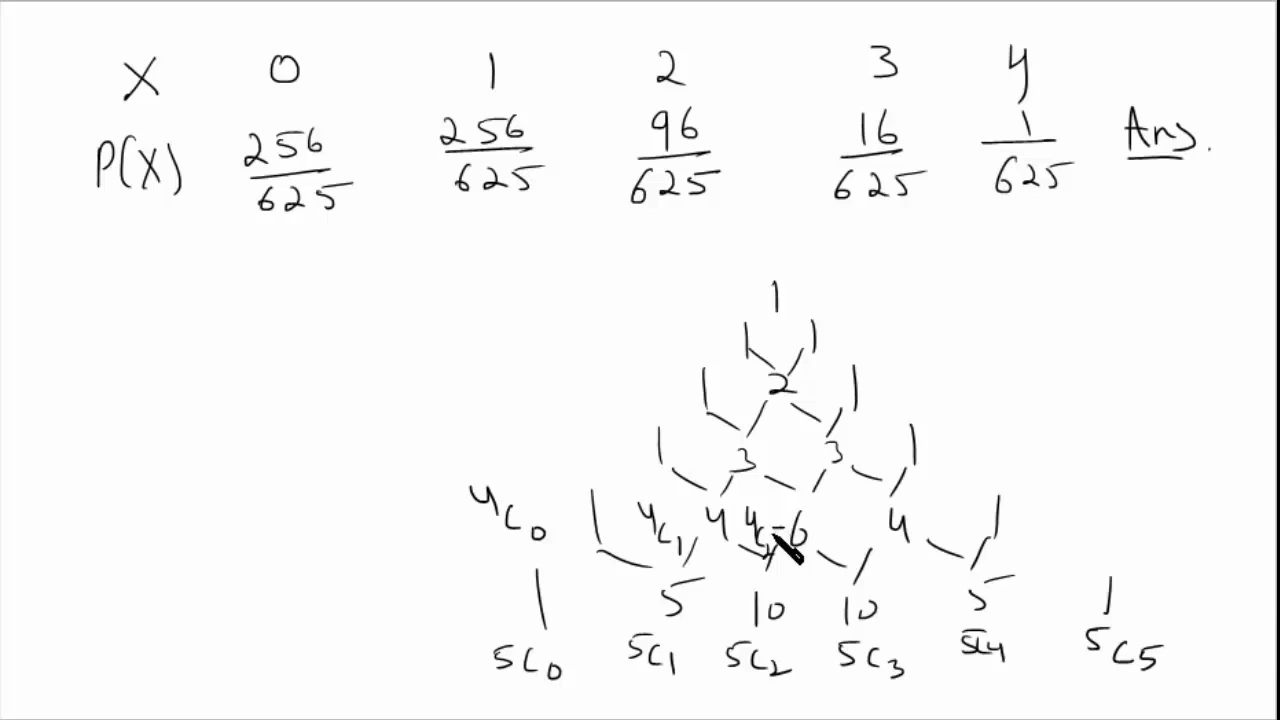 X 0 1 2 3 4
P(X) 256/625 256/625 96/625 16/625 1/625 Ans.
1
1 1
1 2 1
1 3 3 1
4C0 1 4C1 4 4C2 = 6 4 1
1 5 10 10 5 1
5C0 5C1 5C2 5C3 5C4 5C5